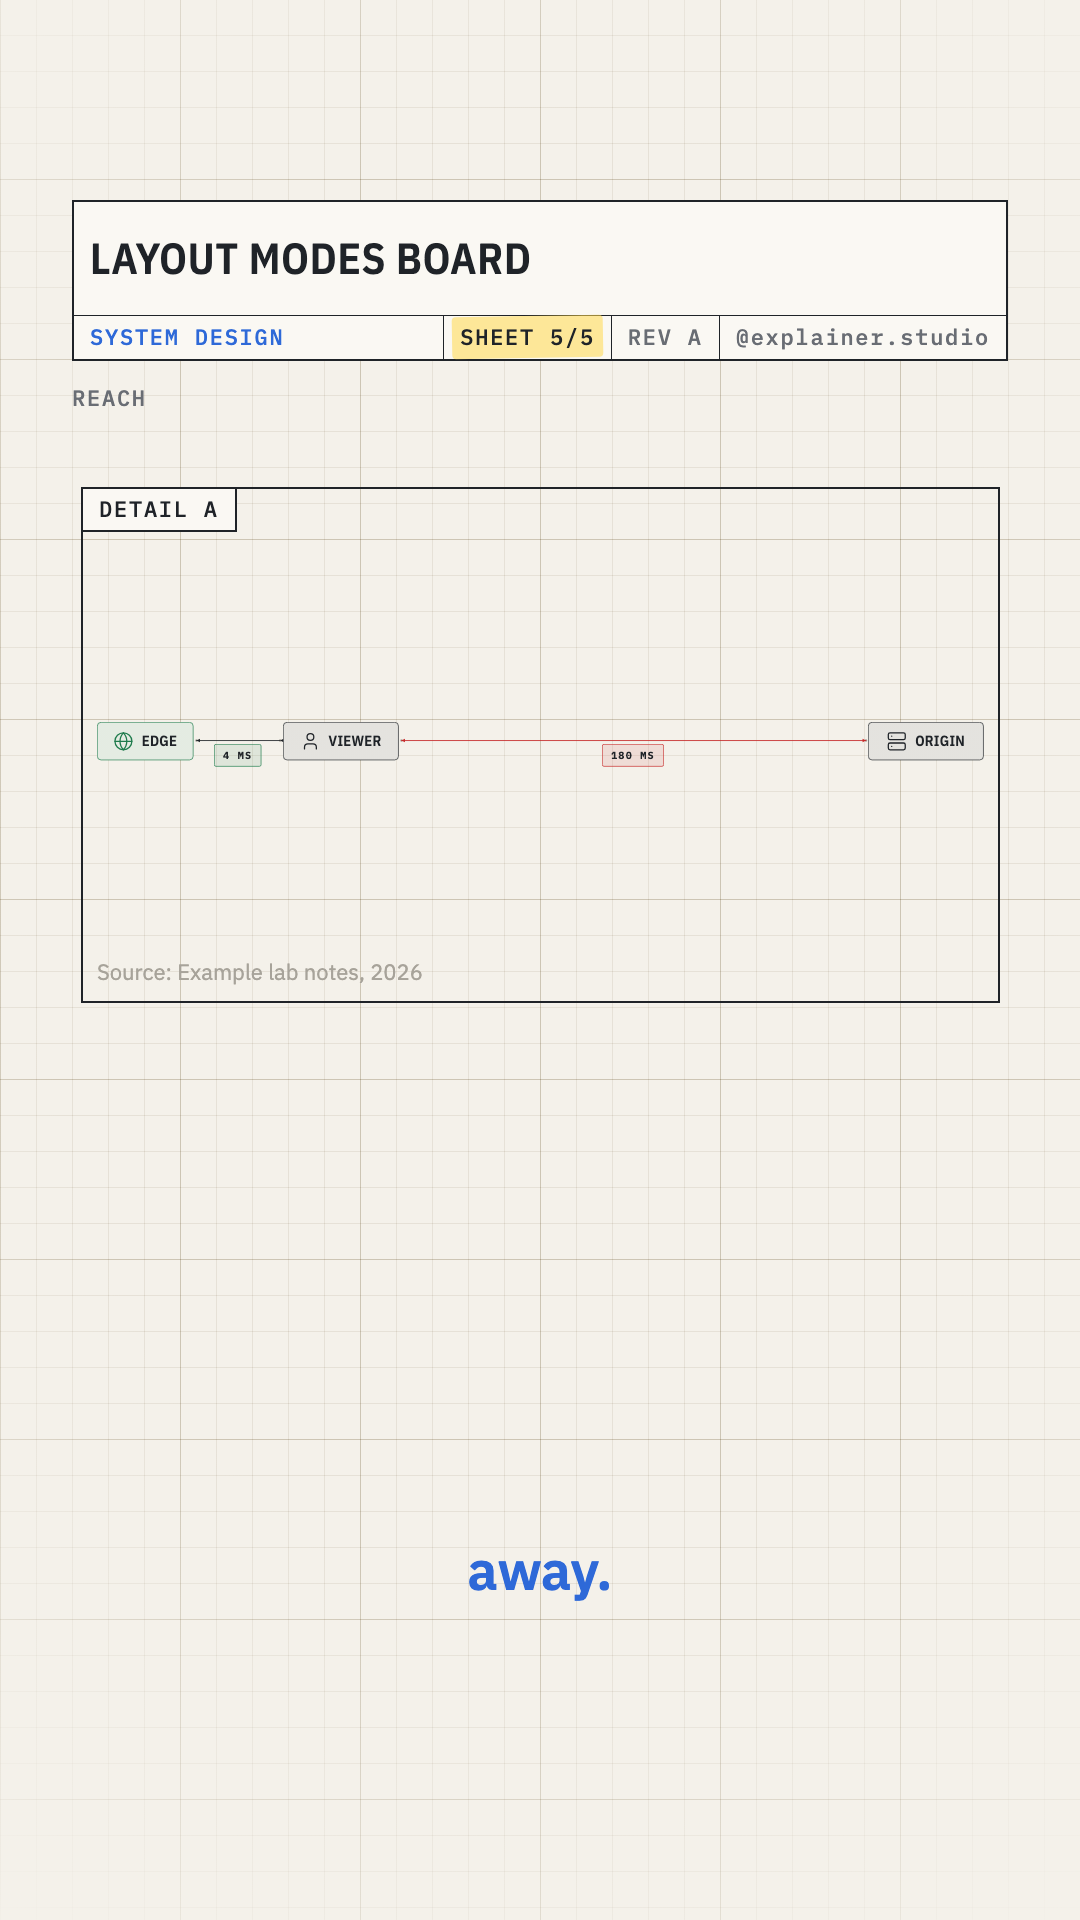 LAYOUT MODES BOARD
SYSTEM DESIGN SHEET 5/5 REV A @explainer.studio
REACH
DETAIL A
EDGE VIEWER ORIGIN
4 MS 180 MS
Source: Example lab notes, 2026
away.